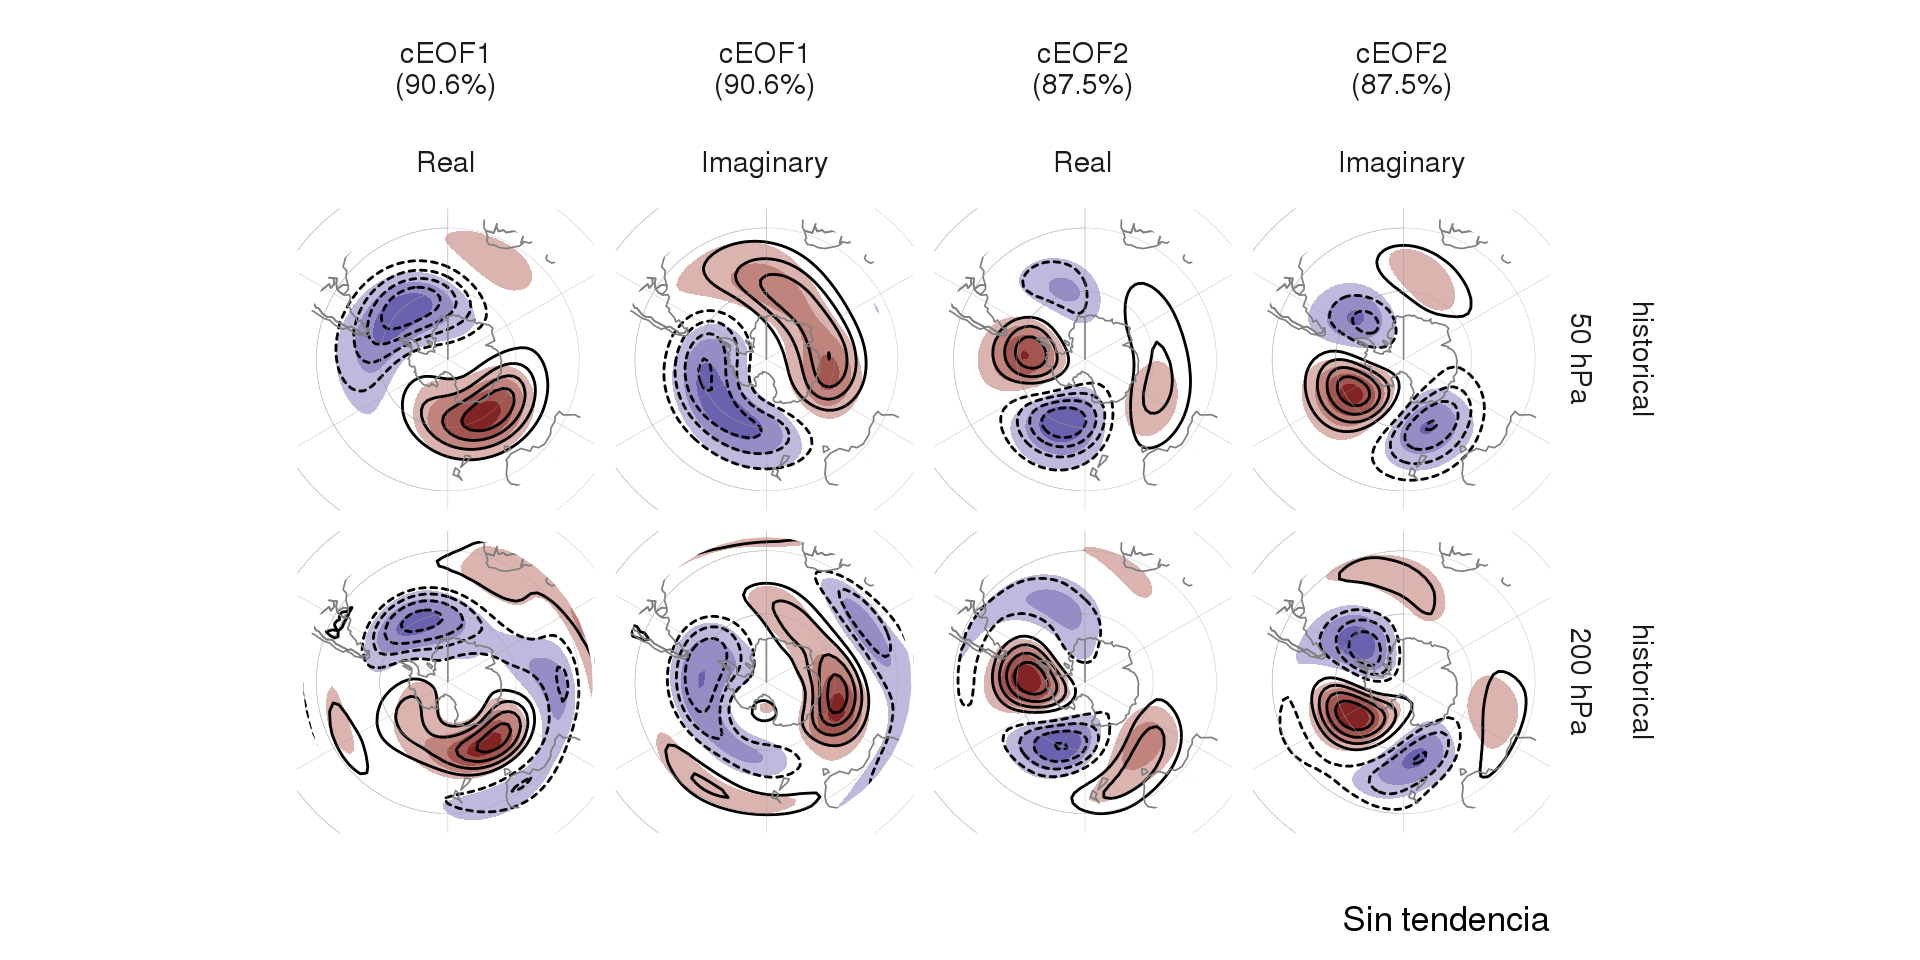 cEOF1
(90.6%)
cEOF1
(90.6%)
cEOF2
(87.5%)
cEOF2
(87.5%)
Real
Imaginary
Real
Imaginary
50 hPa
historical
200 hPa
historical
Sin tendencia